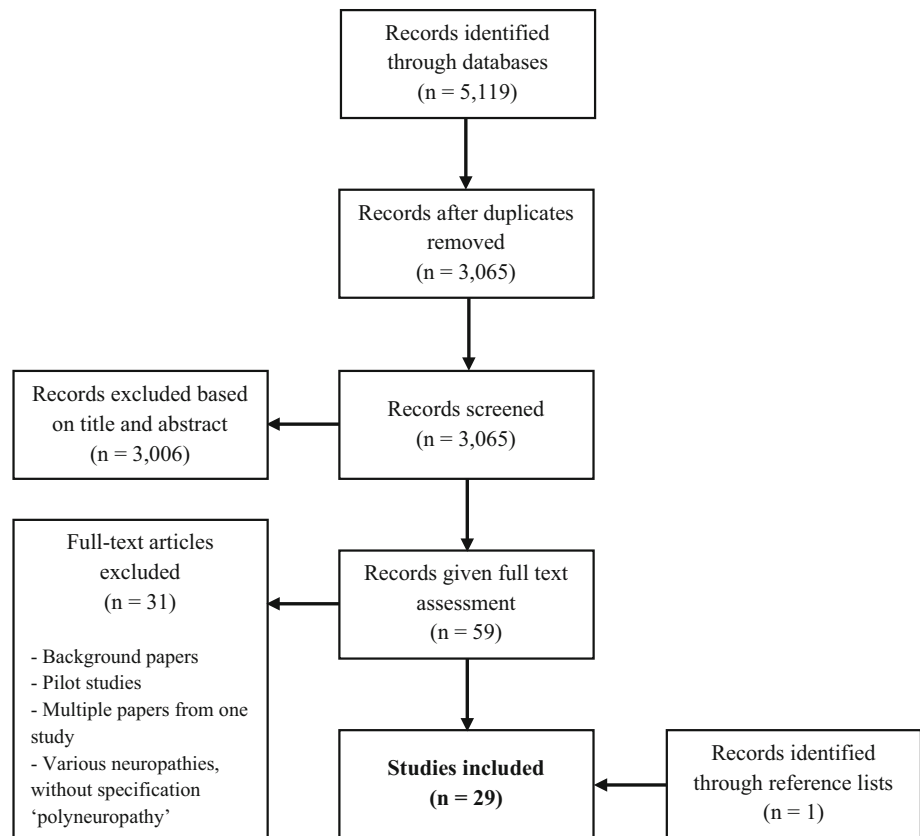 Records identified
through databases
(n = 5,119)
Records after duplicates
removed
(n = 3,065)
Records excluded based
on title and abstract
(n = 3,006)
Records screened
(n = 3,065)
Full-text articles
excluded
(n = 31)
- Background papers
- Pilot studies
- Multiple papers from one
study
- Various neuropathies,
without specification
‘polyneuropathy’
Records given full text
assessment
(n = 59)
Studies included
(n = 29)
Records identified
through reference lists
(n = 1)